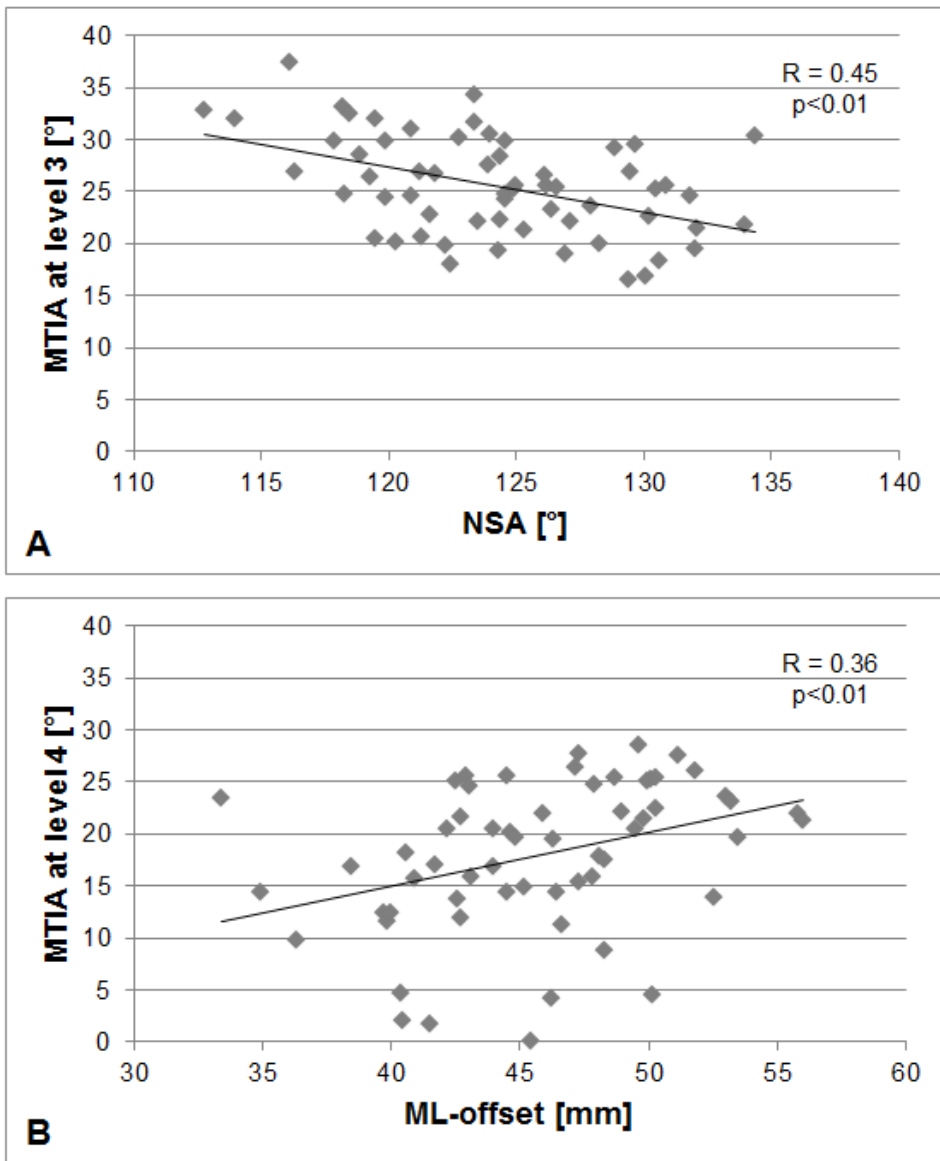 40
35
30
25
20
15
10
5
0
MTIA at level 3 [°]
R = 0.45
p<0.01
110 115 120 125 130 135 140
NSA [°]
A
40
35
30
25
20
15
10
5
0
MTIA at level 4 [°]
R = 0.36
p<0.01
30 35 40 45 50 55 60
ML-offset [mm]
B